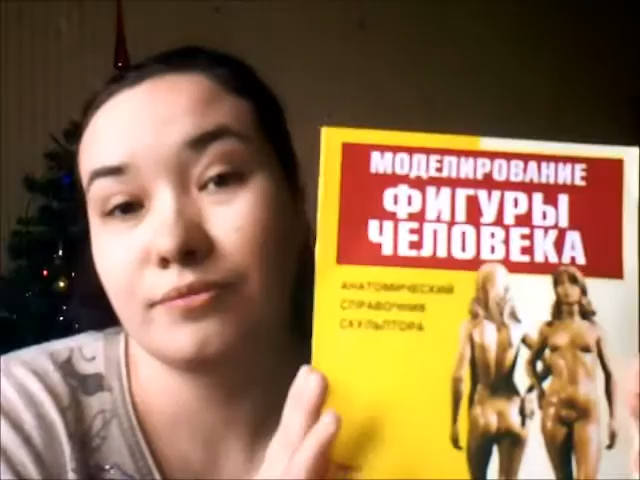 МОДЕЛИРОВАНИЕ
ФИГУРЫ
ЧЕЛОВЕКА
АНАТОМИЧЕСКИЙ
СПРАВОЧНИК
СКУЛЬПТОРА